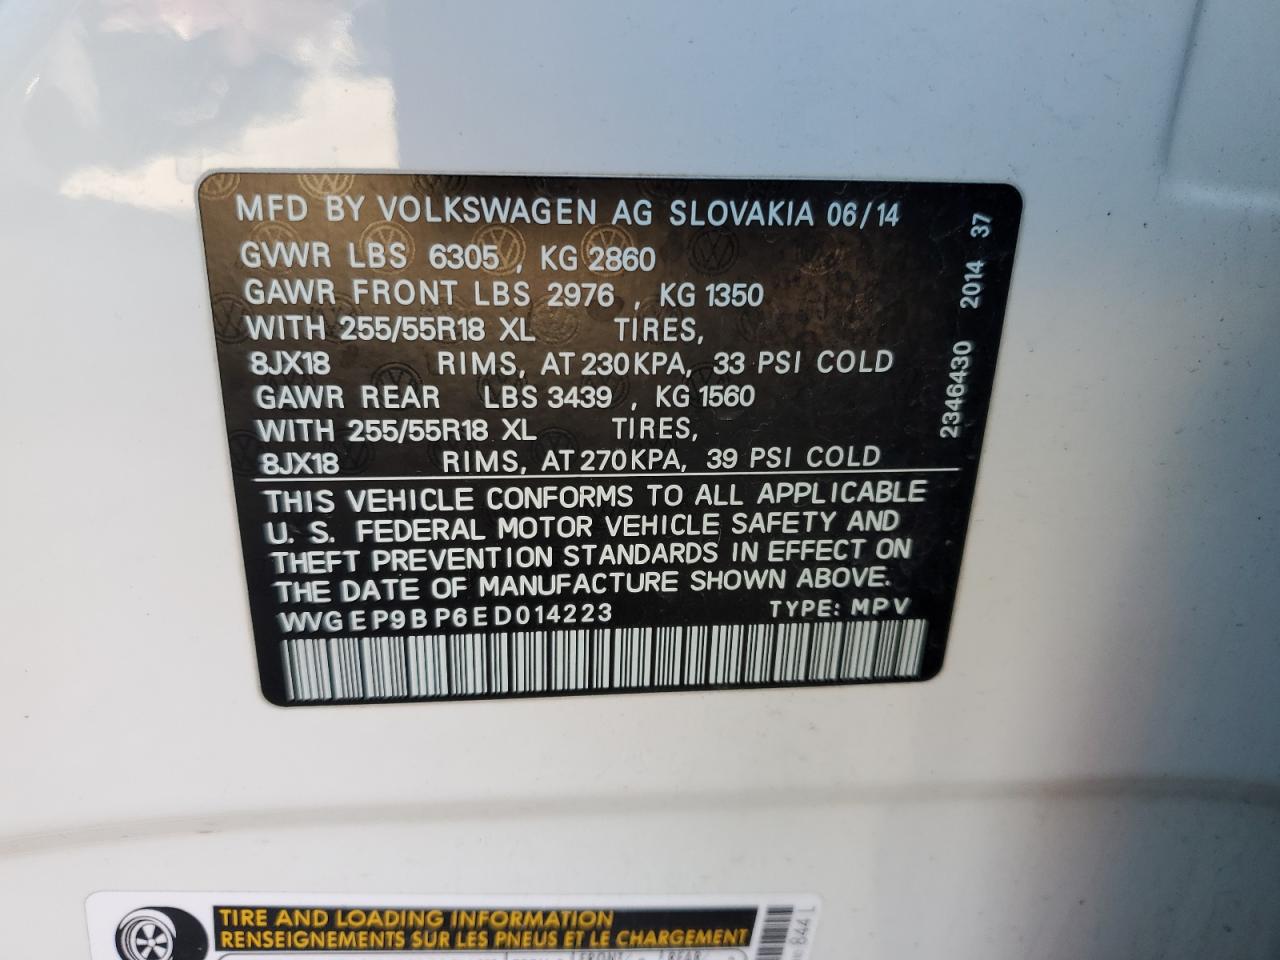 MFD BY VOLKSWAGEN AG SLOVAKIA 06/14
GVWR LBS 6305 , KG 2860
GAWR FRONT LBS 2976 , KG 1350
WITH 255/55R18 XL TIRES,
8JX18 RIMS, AT 230KPA, 33 PSI COLD
GAWR REAR LBS 3439 , KG 1560
WITH 255/55R18 XL TIRES,
8JX18 RIMS, AT 270KPA, 39 PSI COLD
THIS VEHICLE CONFORMS TO ALL APPLICABLE
U. S. FEDERAL MOTOR VEHICLE SAFETY AND
THEFT PREVENTION STANDARDS IN EFFECT ON
THE DATE OF MANUFACTURE SHOWN ABOVE.
WVGEP9BP6ED014223 TYPE: MPV
2346430 2014 37
TIRE AND LOADING INFORMATION
RENSEIGNEMENTS SUR LES PNEUS ET LE CHARGEMENT
844 L